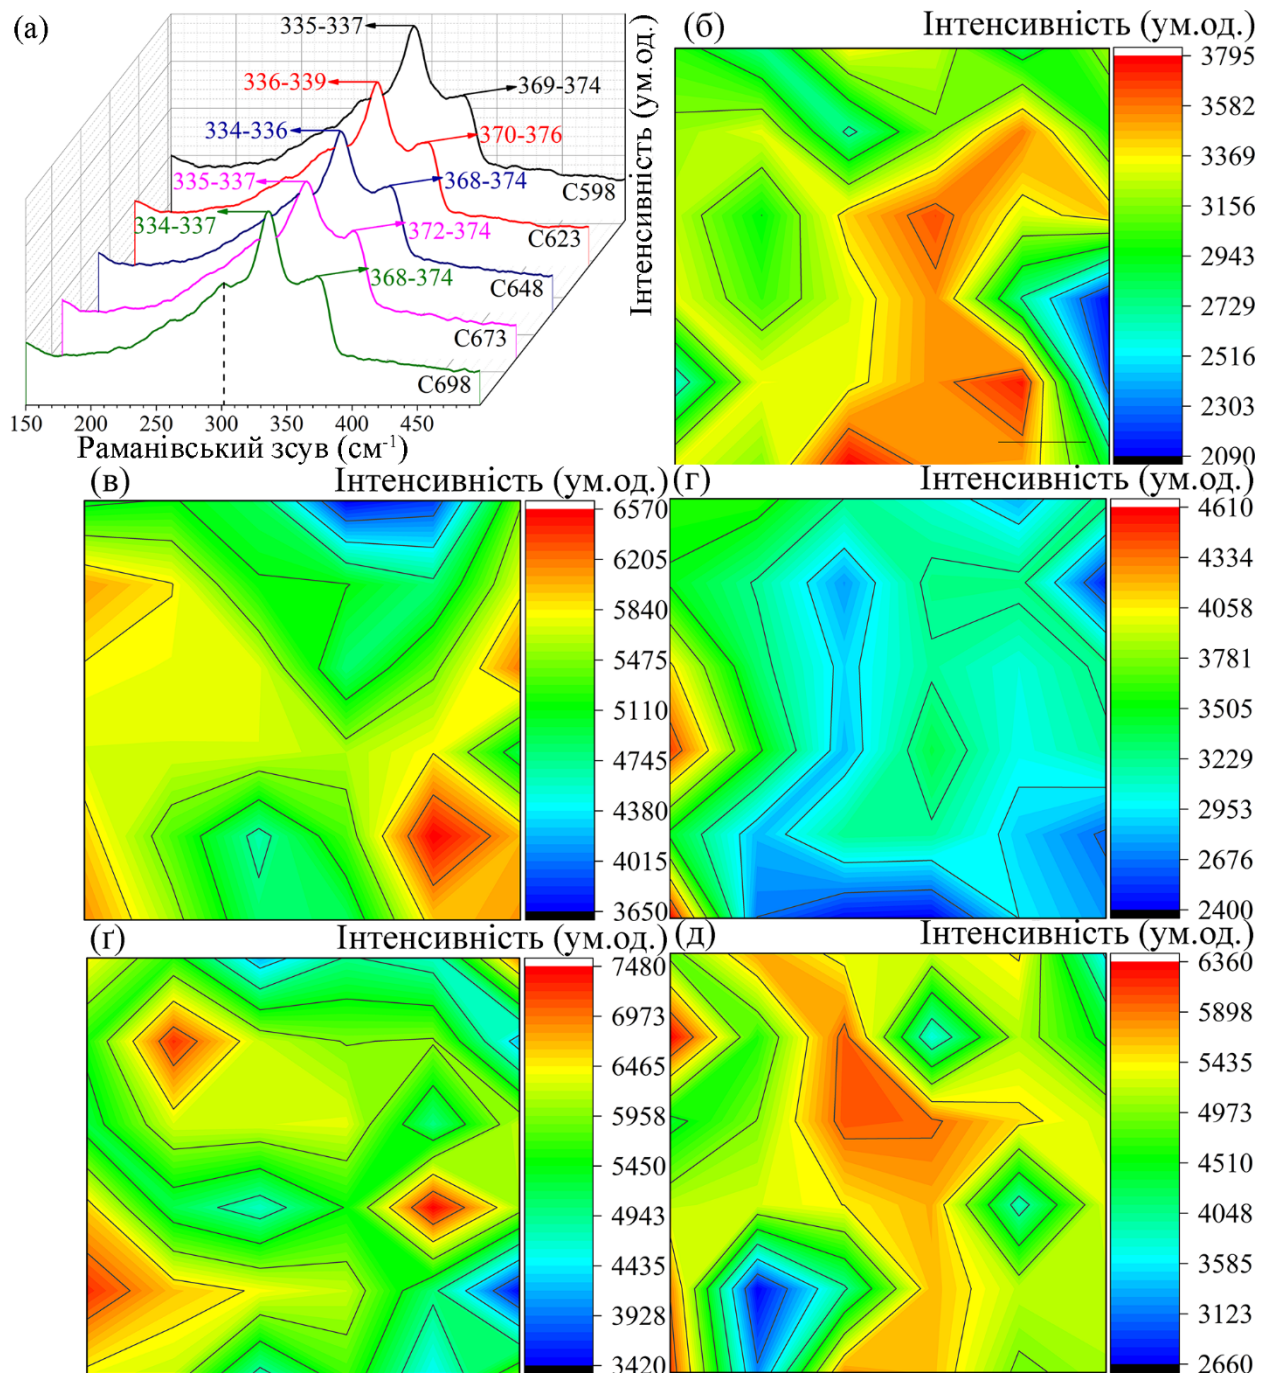 (а)
335-337
369-374
336-339
370-376
334-336
368-374
335-337
372-374
334-337
368-374
C598
C623
C648
C673
C698
150 200 250 300 350 400 450
Раманівський зсув (см⁻¹)
Інтенсивність (ум.од.)
(б)
Інтенсивність (ум.од.)
3795
3582
3369
3156
2943
2729
2516
2303
2090
(в)
Інтенсивність (ум.од.)
6570
6205
5840
5475
5110
4745
4380
4015
3650
(г)
Інтенсивність (ум.од.)
4610
4334
4058
3781
3505
3229
2953
2676
2400
(ґ)
Інтенсивність (ум.од.)
7480
6973
6465
5958
5450
4943
4435
3928
3420
(д)
Інтенсивність (ум.од.)
6360
5898
5435
4973
4510
4048
3585
3123
2660